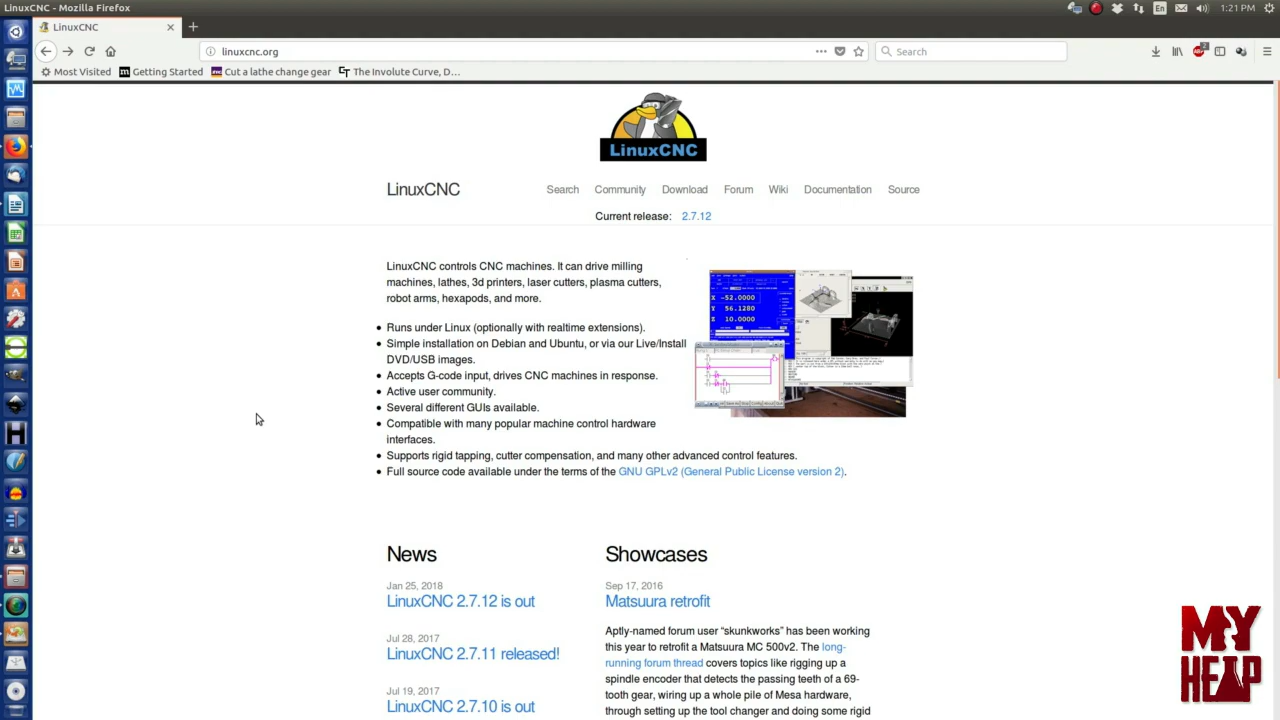 LinuxCNC - Mozilla Firefox
En
1:21 PM
LinuxCNC
linuxcnc.org
Search
Most Visited
Getting Started
Cut a lathe change gear
The Involute Curve, D…
LinuxCNC
LinuxCNC
Search
Community
Download
Forum
Wiki
Documentation
Source
Current release: 2.7.12
LinuxCNC controls CNC machines. It can drive milling
machines, lathes, 3d printers, laser cutters, plasma cutters,
robot arms, hexapods, and more.
Runs under Linux (optionally with realtime extensions).
Simple installation on Debian and Ubuntu, or via our Live/Install
DVD/USB images.
Accepts G-code input, drives CNC machines in response.
Active user community.
Several different GUIs available.
Compatible with many popular machine control hardware
interfaces.
Supports rigid tapping, cutter compensation, and many other advanced control features.
Full source code available under the terms of the GNU GPLv2 (General Public License version 2).
X -52.0000
Y 56.1280
X 10.0000
News
Jan 25, 2018
LinuxCNC 2.7.12 is out
Jul 28, 2017
LinuxCNC 2.7.11 released!
Jul 19, 2017
LinuxCNC 2.7.10 is out
Showcases
Sep 17, 2016
Matsuura retrofit
Aptly-named forum user “skunkworks” has been working
this year to retrofit a Matsuura MC 500v2. The long-
running forum thread covers topics like rigging up a
spindle encoder that detects the passing teeth of a 69-
tooth gear, wiring up a whole pile of Mesa hardware,
through setting up the tool changer and doing some rigid
MY
HEAP